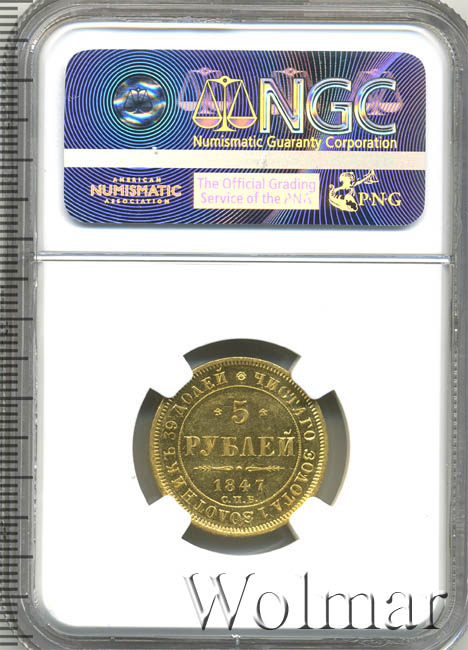 NGC
Numismatic Guaranty Corporation
AMERICAN
NUMISMATIC
ASSOCIATION
The Official Grading
Service of the P.N.G
P·N·G
ЧИСТАГО ЗОЛОТА 1 ЗОЛОТНИКЪ 39 ДОЛЕЙ
5
РУБЛЕЙ
1847
С.П.Б.
Wolmar